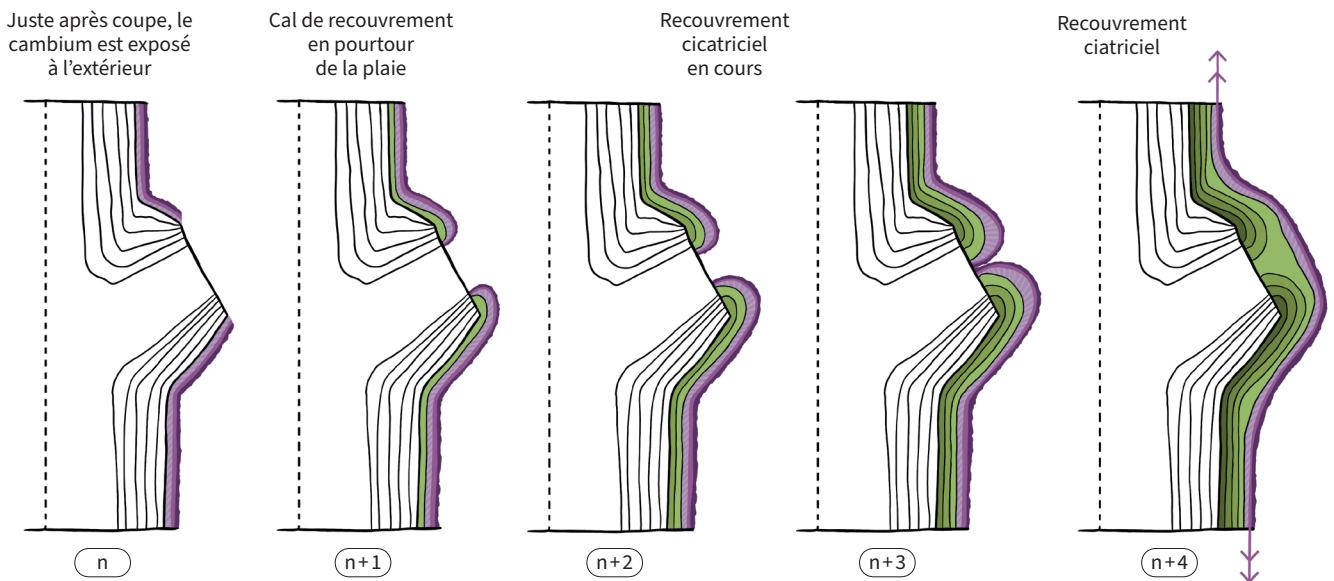 Juste après coupe, le
cambium est exposé
à l’extérieur
Cal de recouvrement
en pourtour
de la plaie
Recouvrement
cicatriciel
en cours
Recouvrement
ciatriciel
n
n+1
n+2
n+3
n+4